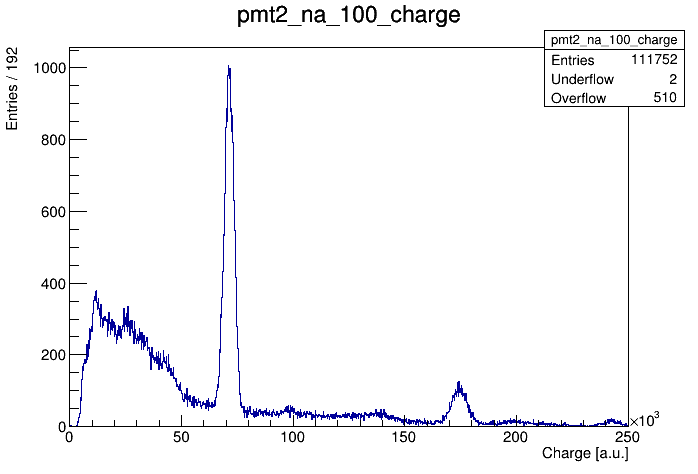 pmt2_na_100_charge
pmt2_na_100_charge
Entries 111752
Underflow 2
Overflow 510
Entries / 192
1000
800
600
400
200
0
0 50 100 150 200 250
×10³
Charge [a.u.]